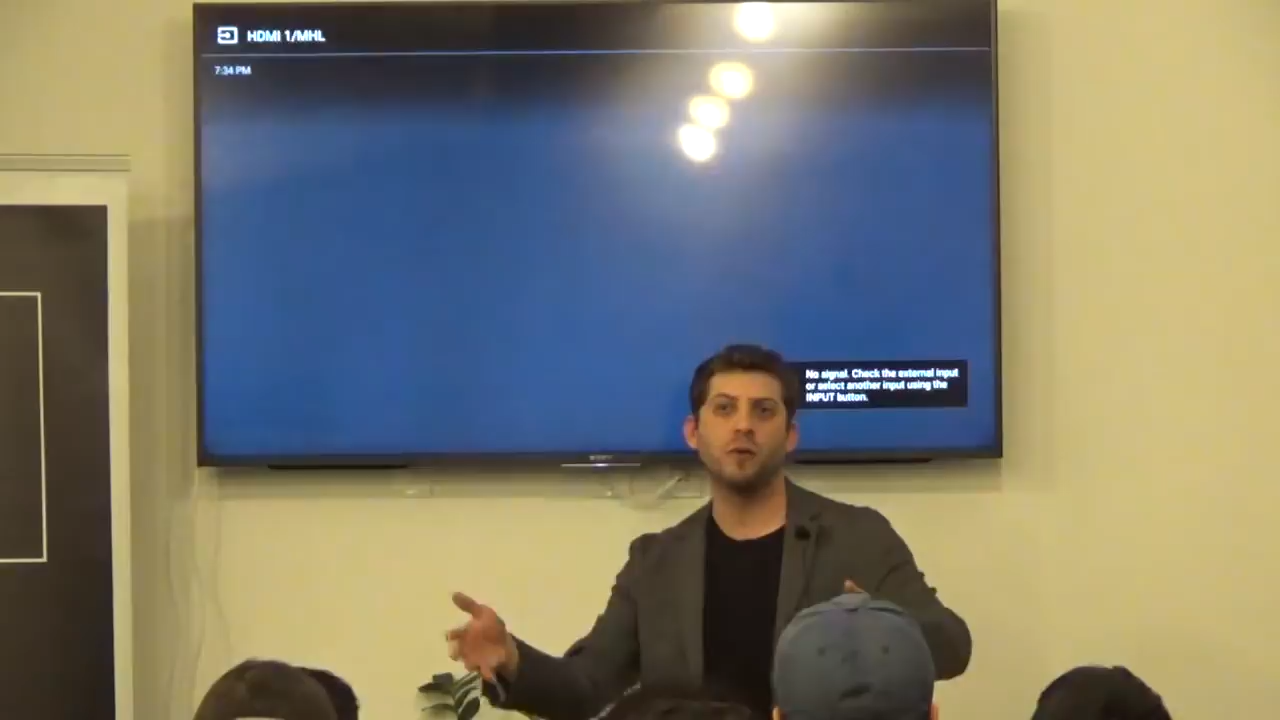 HDMI 1/MHL
7:34 PM
No signal. Check the external input
or select another input using the
INPUT button.
SONY